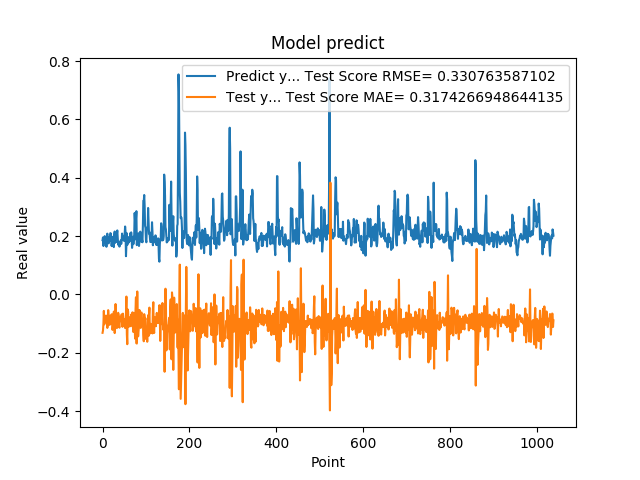 Model predict
Predict y... Test Score RMSE= 0.330763587102
Test y... Test Score MAE= 0.3174266948644135
0.8
0.6
0.4
0.2
0.0
−0.2
−0.4
Real value
0 200 400 600 800 1000
Point